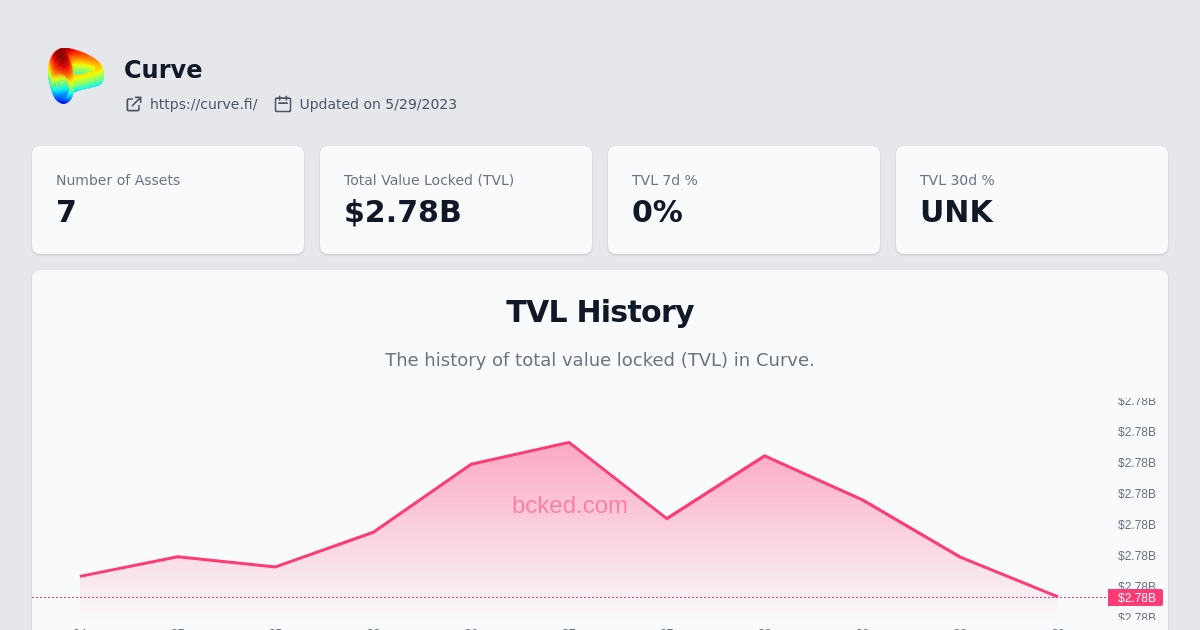 Curve
https://curve.fi/ Updated on 5/29/2023
Number of Assets
7
Total Value Locked (TVL)
$2.78B
TVL 7d %
0%
TVL 30d %
UNK
TVL History
The history of total value locked (TVL) in Curve.
$2.78B
$2.78B
$2.78B
$2.78B
bcked.com
$2.78B
$2.78B
$2.78B
$2.78B
$2.78B